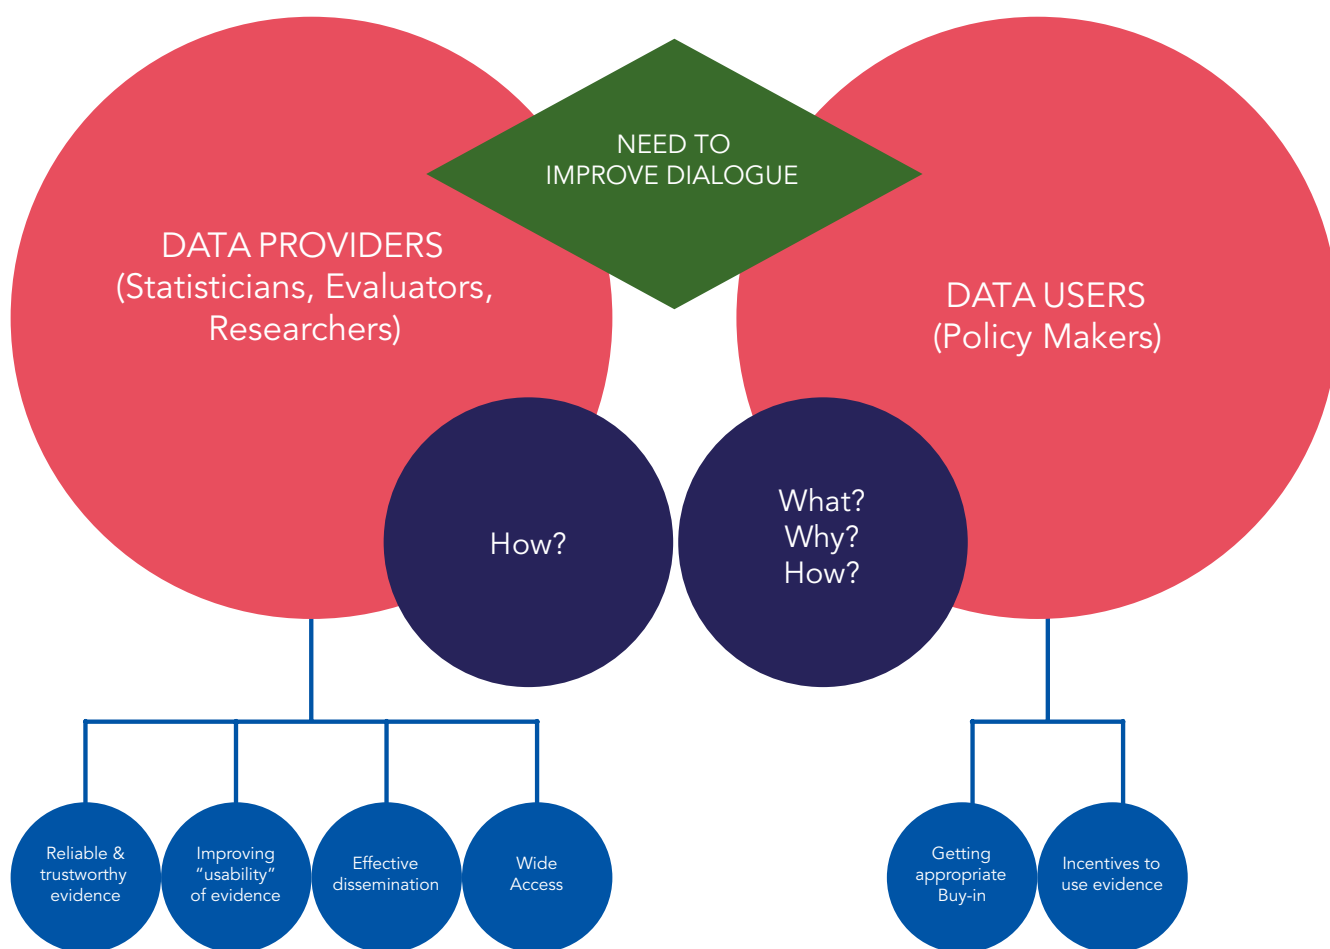 NEED TO
IMPROVE DIALOGUE
DATA PROVIDERS
(Statisticians, Evaluators,
Researchers)
DATA USERS
(Policy Makers)
How?
What?
Why?
How?
Reliable &
trustworthy
evidence
Improving
“usability”
of evidence
Effective
dissemination
Wide
Access
Getting
appropriate
Buy-in
Incentives to
use evidence